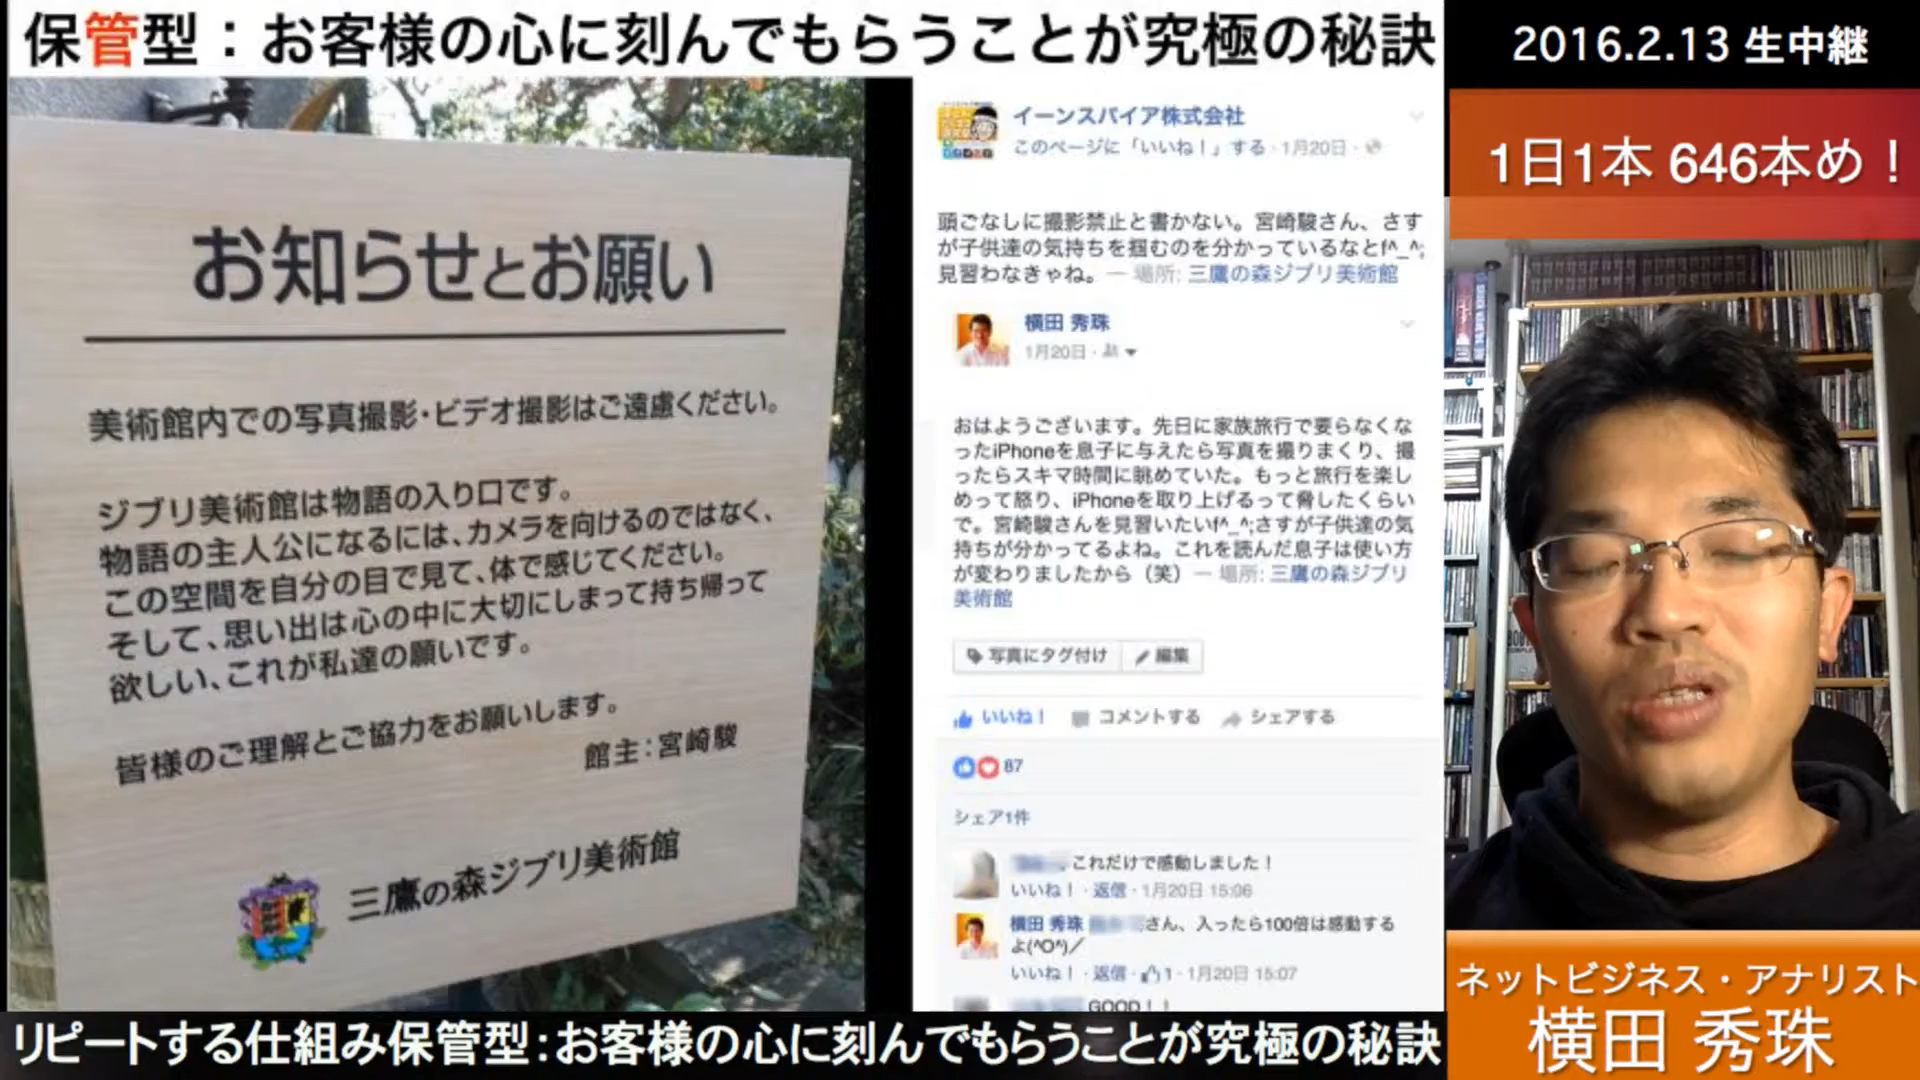 保管型：お客様の心に刻んでもらうことが究極の秘訣
お知らせとお願い
美術館内での写真撮影・ビデオ撮影はご遠慮ください。
ジブリ美術館は物語の入り口です。
物語の主人公になるには、カメラを向けるのではなく、
この空間を自分の目で見て、体で感じてください。
そして、思い出は心の中に大切にしまって持ち帰って
欲しい、これが私達の願いです。
皆様のご理解とご協力をお願いします。
館主：宮崎駿
三鷹の森ジブリ美術館
イーンスパイア株式会社
このページに「いいね！」する · 1月20日 ·
頭ごなしに撮影禁止と書かない。宮崎駿さん、さす
が子供達の気持ちを掴むのを分かっているなとf^_^;
見習わなきゃね。 — 場所: 三鷹の森ジブリ美術館
横田 秀珠
1月20日 ·
おはようございます。先日に家族旅行で要らなくな
ったiPhoneを息子に与えたら写真を撮りまくり、撮
ったらスキマ時間に眺めていた。もっと旅行を楽し
めって怒り、iPhoneを取り上げるって脅したくらい
で。宮崎駿さんを見習いたいf^_^;さすが子供達の気
持ちが分かってるよね。これを読んだ息子は使い方
が変わりましたから（笑） — 場所: 三鷹の森ジブリ
美術館
写真にタグ付け 編集
いいね！ コメントする シェアする
87
シェア1件
これだけで感動しました！
いいね！ · 返信 · 1月20日 15:06
横田 秀珠 さん、入ったら100倍は感動する
よ(^O^)／
いいね！ · 返信 · 1 · 1月20日 15:07
GOOD！！
リピートする仕組み保管型：お客様の心に刻んでもらうことが究極の秘訣
2016.2.13 生中継
1日1本 646本め！
ネットビジネス・アナリスト
横田 秀珠